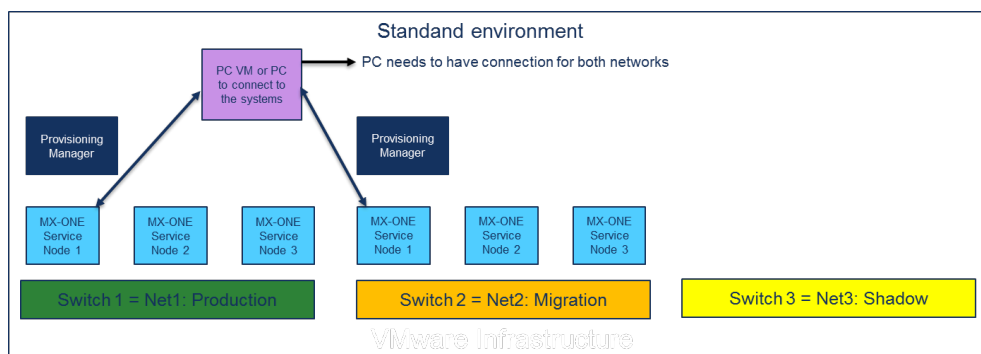 Standard environment
PC VM or PC
to connect to
the systems
PC needs to have connection for both networks
Provisioning
Manager
Provisioning
Manager
MX-ONE
Service
Node 1
MX-ONE
Service
Node 2
MX-ONE
Service
Node 3
MX-ONE
Service
Node 1
MX-ONE
Service
Node 2
MX-ONE
Service
Node 3
Switch 1 = Net1: Production
Switch 2 = Net2: Migration
Switch 3 = Net3: Shadow
VMware Infrastructure